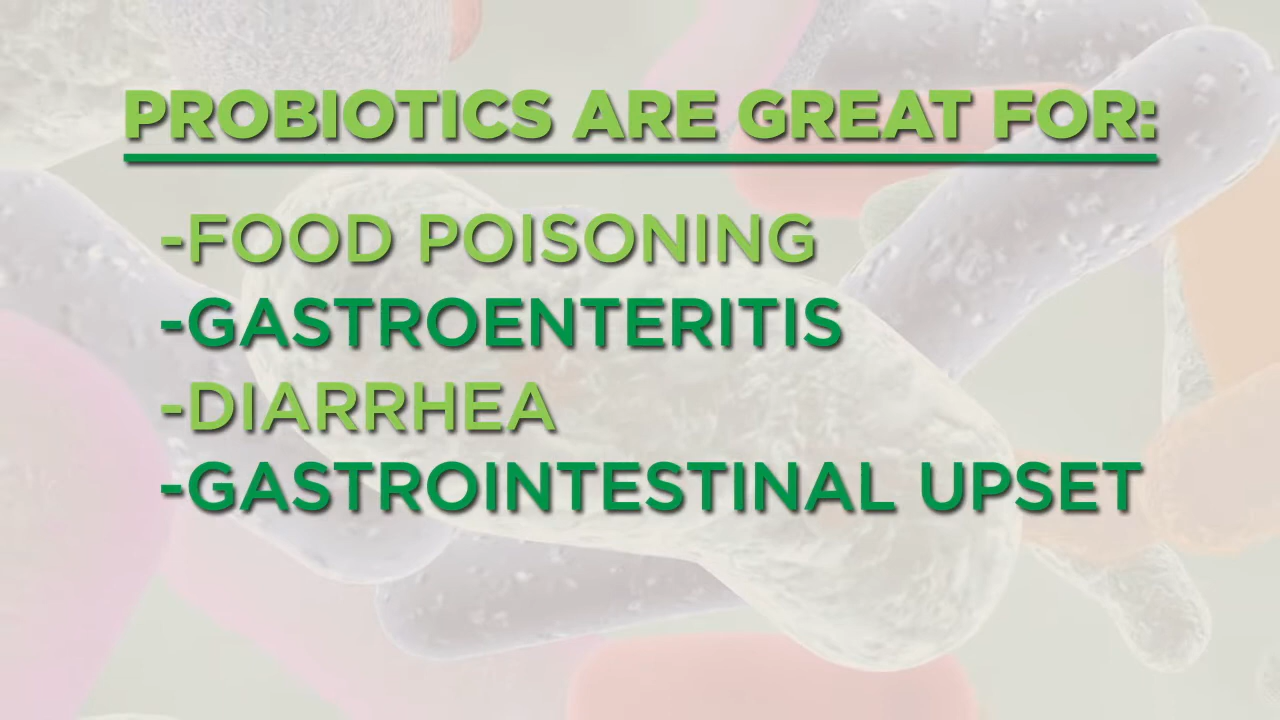 PROBIOTICS ARE GREAT FOR:
-FOOD POISONING
-GASTROENTERITIS
-DIARRHEA
-GASTROINTESTINAL UPSET